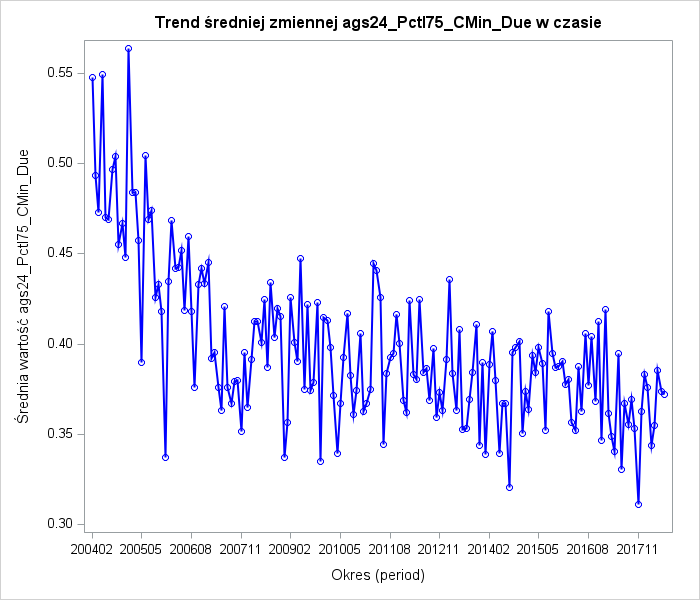 Trend średniej zmiennej ags24_Pctl75_CMin_Due w czasie
Średnia wartość ags24_Pctl75_CMin_Due
0.55
0.50
0.45
0.40
0.35
0.30
200402 200505 200608 200711 200902 201005 201108 201211 201402 201505 201608 201711
Okres (period)